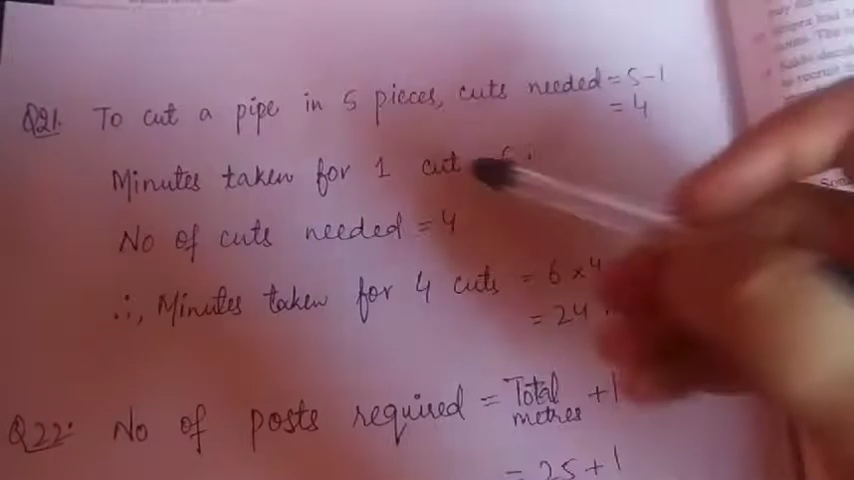 Q21. To cut a pipe in 5 pieces, cuts needed = 5-1
= 4
Minutes taken for 1 cut
No of cuts needed = 4
∴, Minutes taken for 4 cuts = 6 × 4
= 24
Q22: No of posts required = Total metres + 1
= 25 + 1